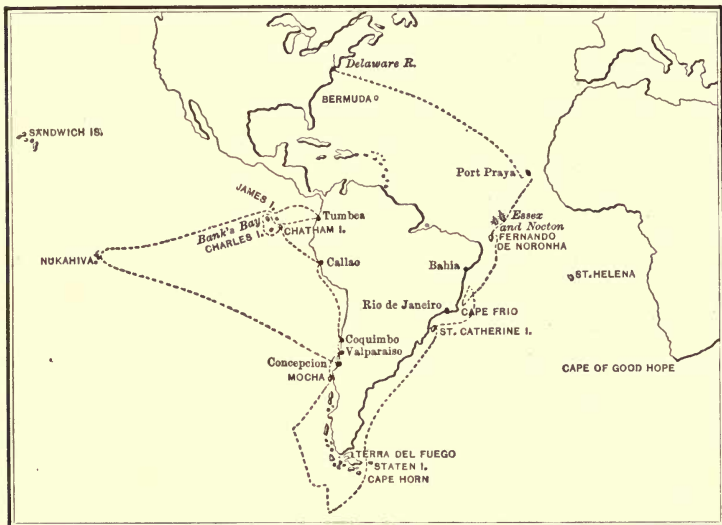 Delaware R.
BERMUDA
SANDWICH IS.
Port Praya
JAMES I.
Essex
and Nocton
Bank's Bay
Tumbea
CHATHAM I.
CHARLES I.
FERNANDO
DE NORONHA
NUKAHIVA
Callao
Bahia
ST. HELENA
Rio de Janeiro
CAPE FRIO
ST. CATHERINE I.
Coquimbo
Valparaiso
Concepcion
MOCHA
CAPE OF GOOD HOPE
TERRA DEL FUEGO
STATEN I.
CAPE HORN